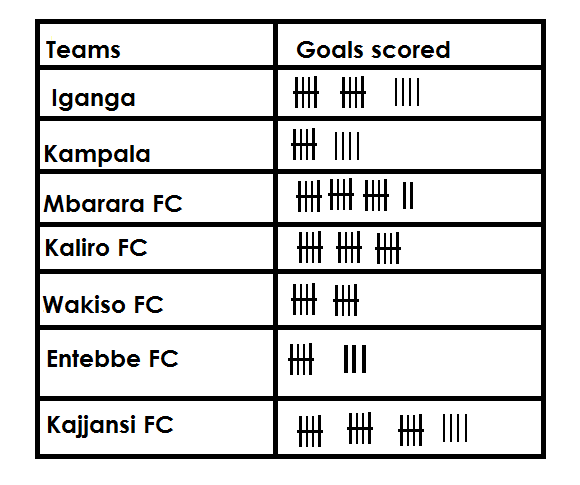 Teams Goals scored
Iganga
Kampala
Mbarara FC
Kaliro FC
Wakiso FC
Entebbe FC
Kajjansi FC